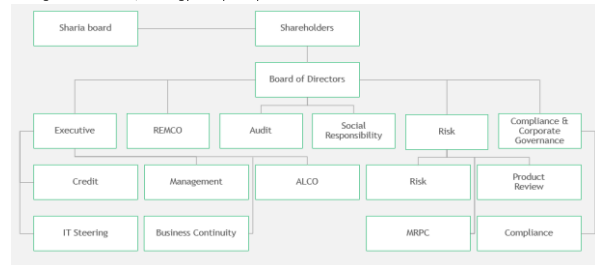 Sharia board
Shareholders
Board of Directors
Executive
REMCO
Audit
Social
Responsibility
Risk
Compliance &
Corporate
Governance
Credit
Management
ALCO
Risk
Product
Review
IT Steering
Business Continuity
MRPC
Compliance